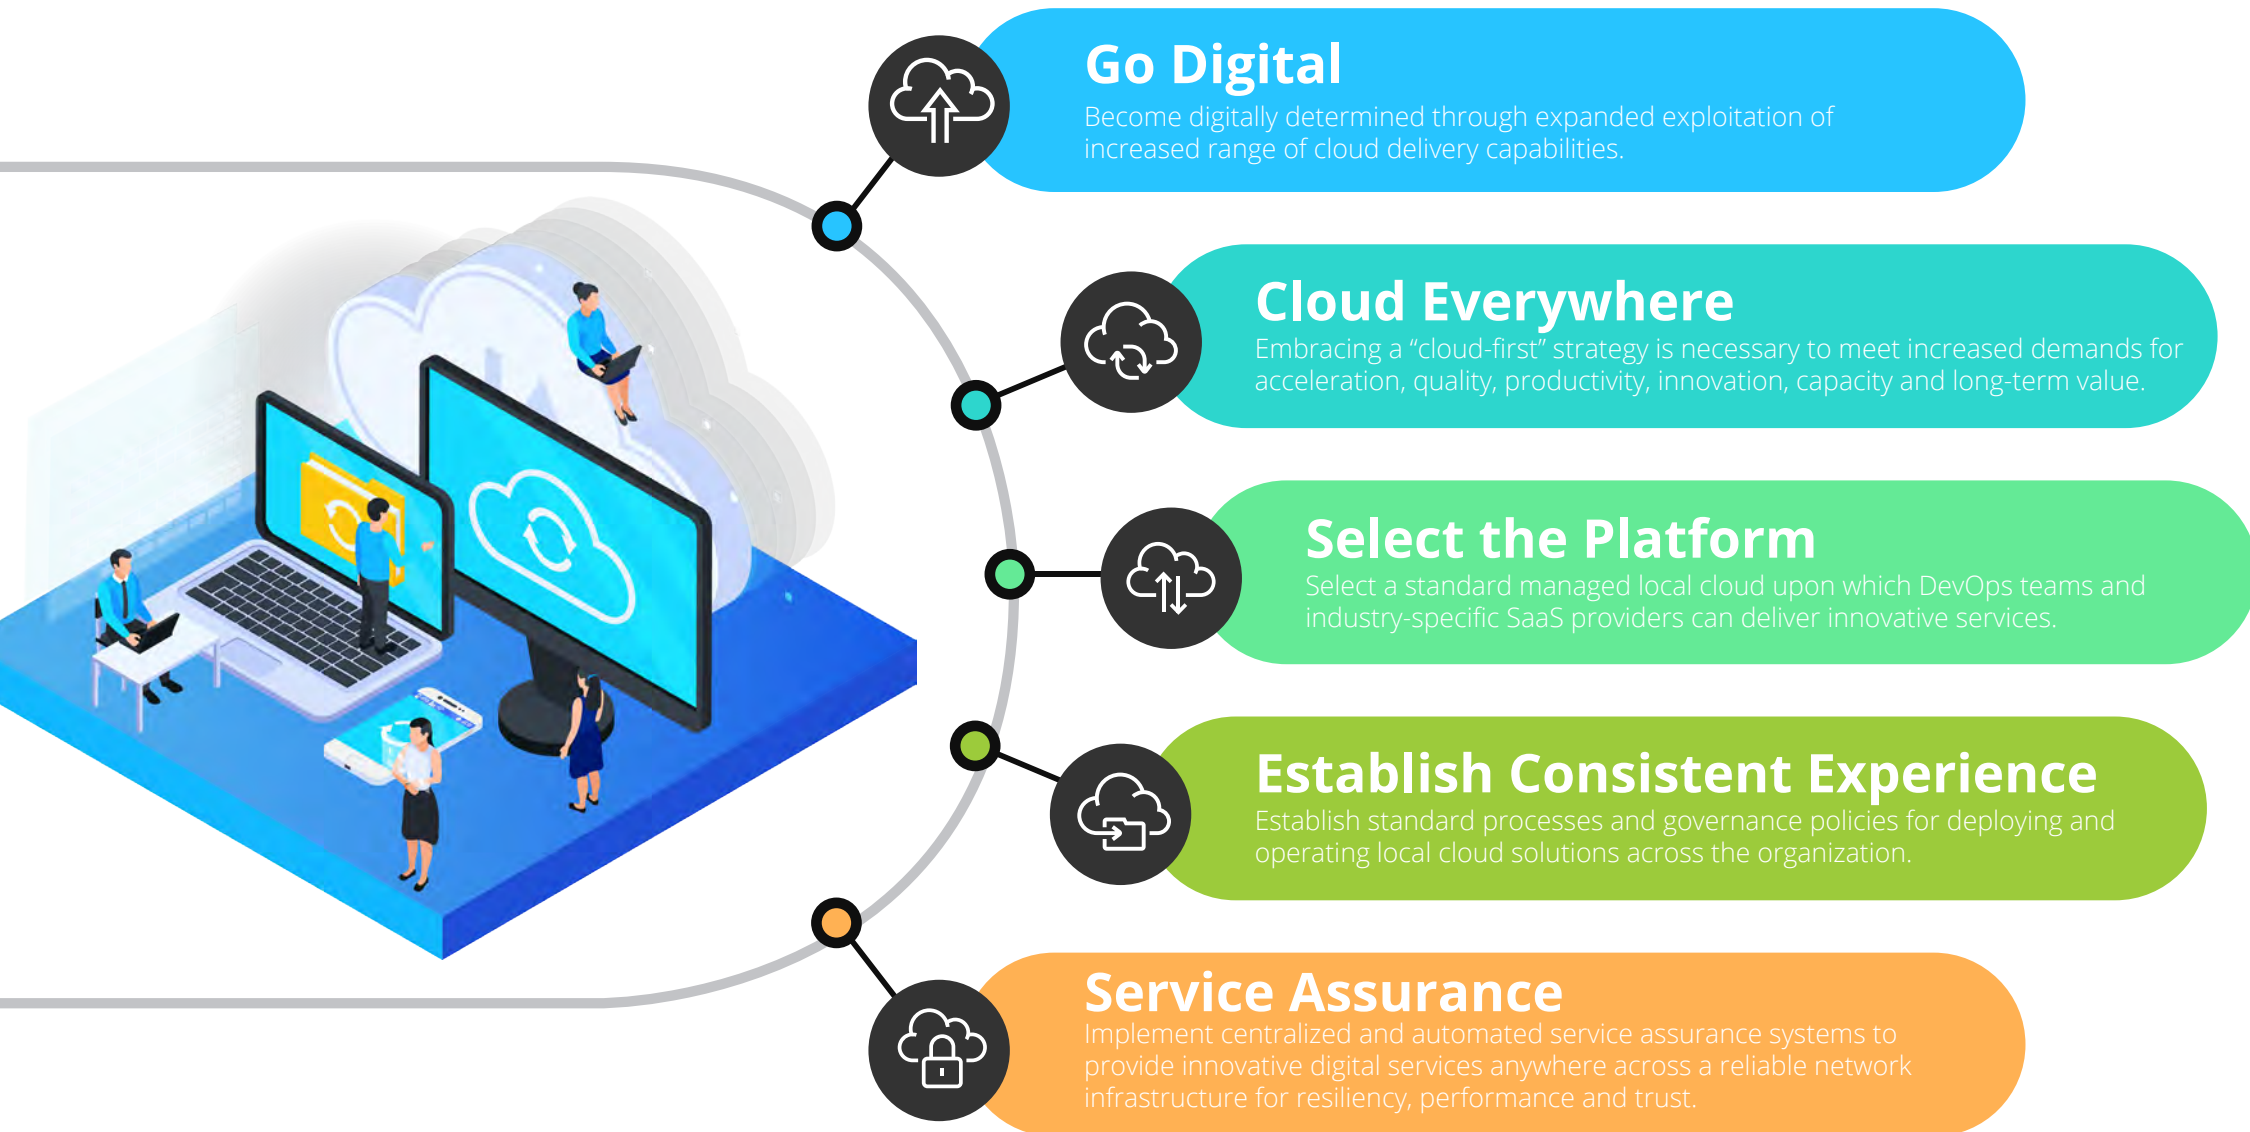 Go Digital
Become digitally determined through expanded exploitation of
increased range of cloud delivery capabilities.
Cloud Everywhere
Embracing a “cloud-first” strategy is necessary to meet increased demands for
acceleration, quality, productivity, innovation, capacity and long-term value.
Select the Platform
Select a standard managed local cloud upon which DevOps teams and
industry-specific SaaS providers can deliver innovative services.
Establish Consistent Experience
Establish standard processes and governance policies for deploying and
operating local cloud solutions across the organization.
Service Assurance
Implement centralized and automated service assurance systems to
provide innovative digital services anywhere across a reliable network
infrastructure for resiliency, performance and trust.